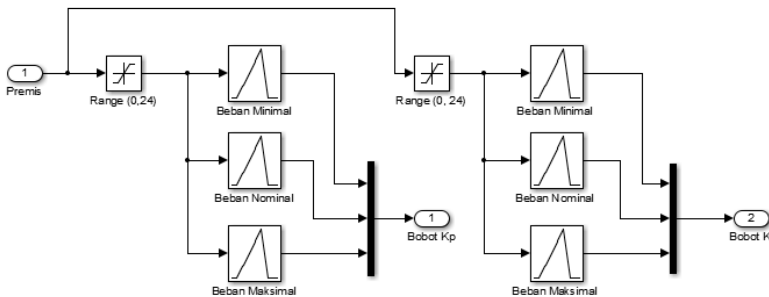 1
Premis
Range (0,24)
Beban Minimal
Beban Nominal
Beban Maksimal
1
Bobot Kp
Range (0, 24)
Beban Minimal
Beban Nominal
Beban Maksimal
2
Bobot K